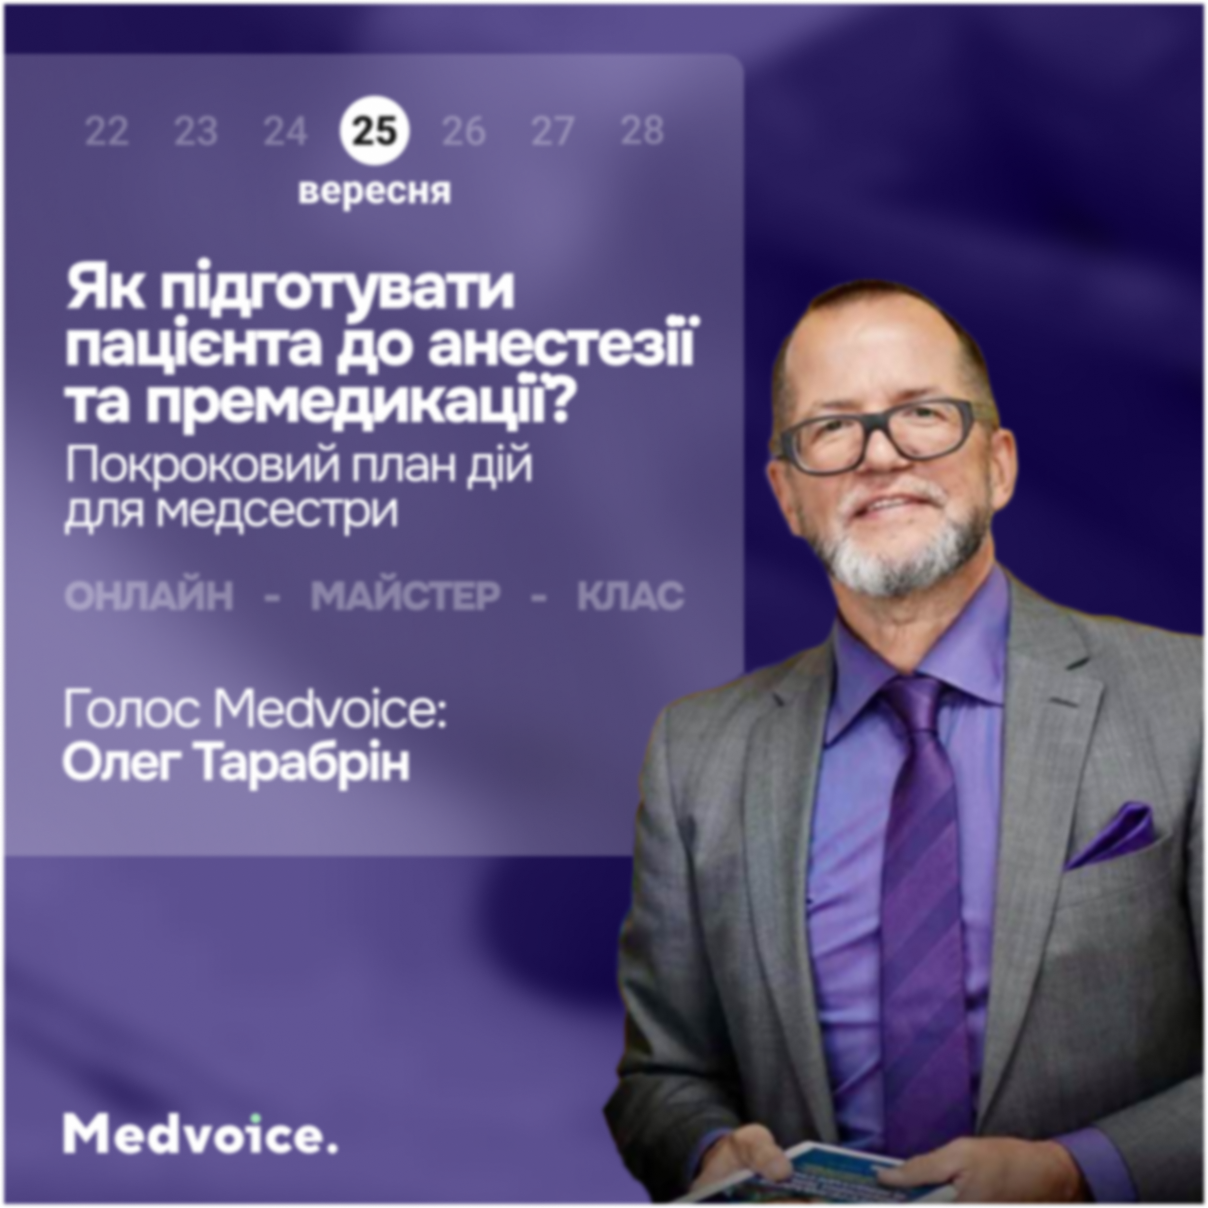 22 23 24 25 26 27 28
вересня
Як підготувати
пацієнта до анестезії
та премедикації?
Покроковий план дій
для медсестри
ОНЛАЙН - МАЙСТЕР - КЛАС
Голос Medvoice:
Олег Тарабрін
Medvoice.